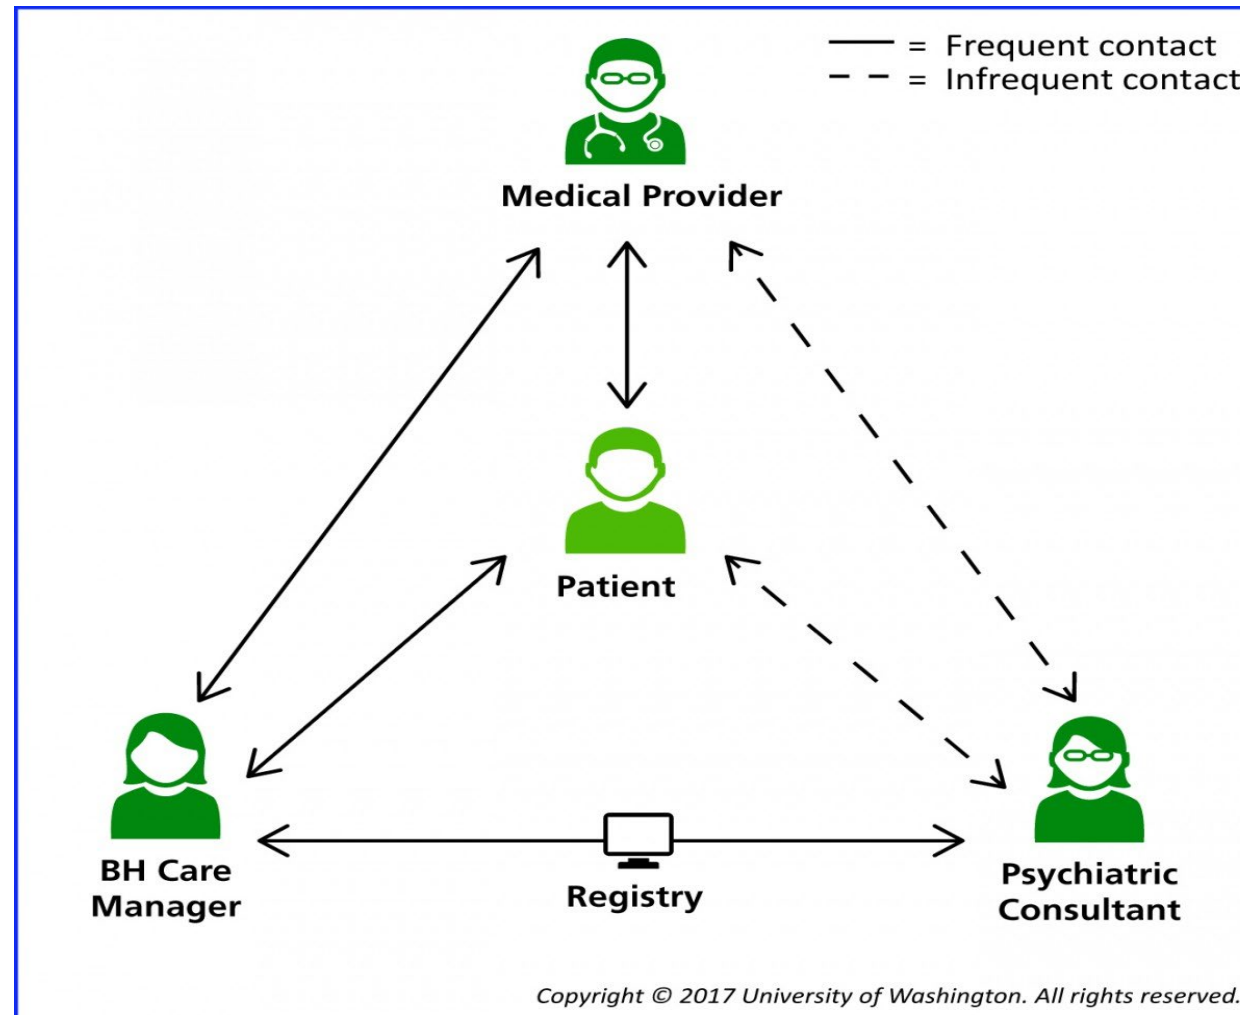 = Frequent contact
= Infrequent contact
Medical Provider
Patient
BH Care
Manager
Registry
Psychiatric
Consultant
Copyright © 2017 University of Washington. All rights reserved.